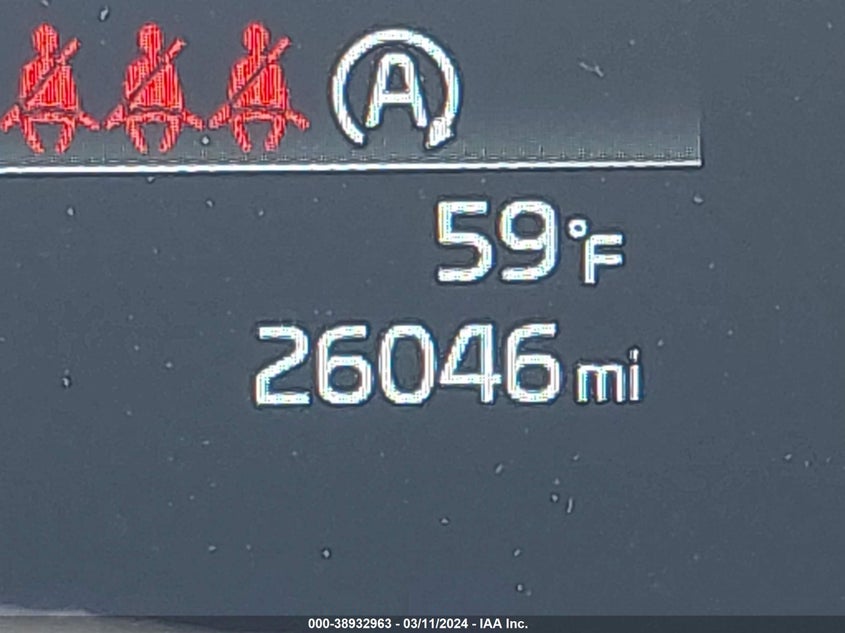 A
59°F
26046 mi
000-38932963 - 03/11/2024 - IAA Inc.